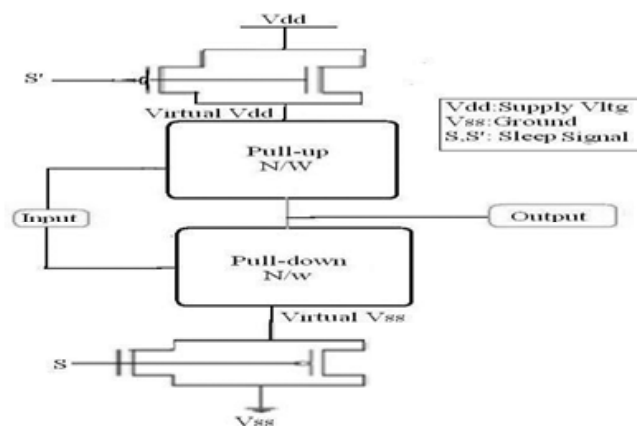 Vdd
S'
Virtual Vdd
Vdd:Supply Vltg
Vss:Ground
S,S': Sleep Signal
Pull-up
N/W
Input
Output
Pull-down
N/w
Virtual Vss
S
Vss